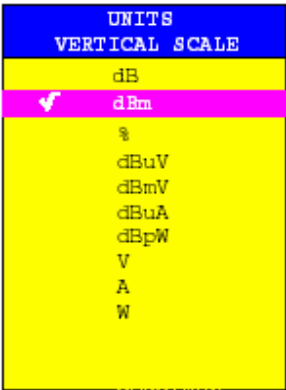 UNITS
VERTICAL SCALE
dB
✓ dBm
%
dBuV
dBmV
dBuA
dBpW
V
A
W